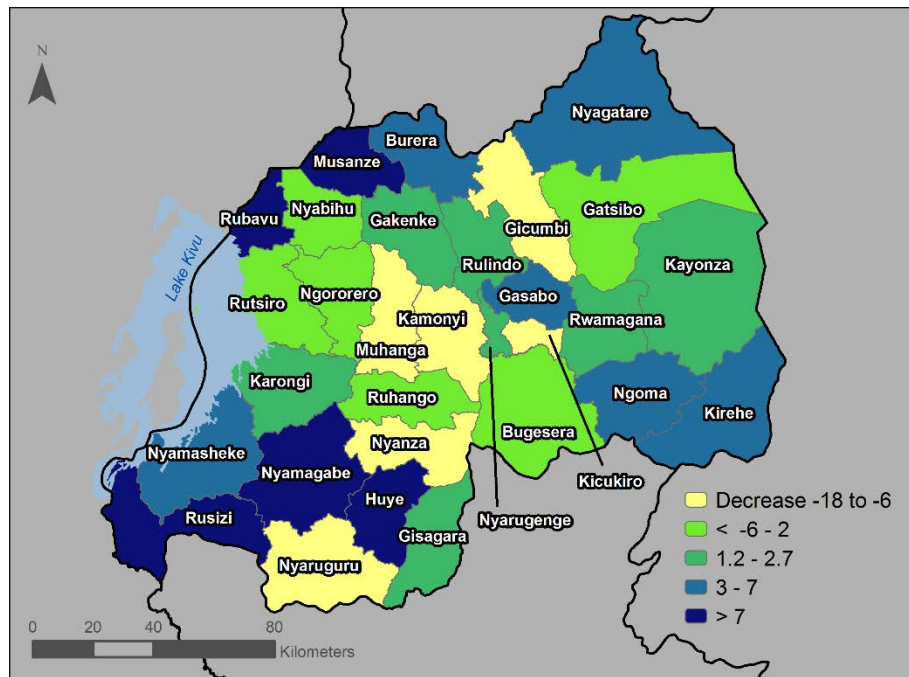 N
Nyagatare
Burera
Musanze
Rubavu
Nyabihu
Gakenke
Gicumbi
Gatsibo
Lake Kivu
Rulindo
Kayonza
Rutsiro
Ngororero
Gasabo
Kamonyi
Rwamagana
Muhanga
Karongi
Ruhango
Ngoma
Kirehe
Bugesera
Nyanza
Nyamasheke
Nyamagabe
Kicukiro
Huye
Nyarugenge
Rusizi
Gisagara
Nyaruguru
Decrease -18 to -6
< -6 - 2
1.2 - 2.7
3 - 7
> 7
0 20 40 80
Kilometers